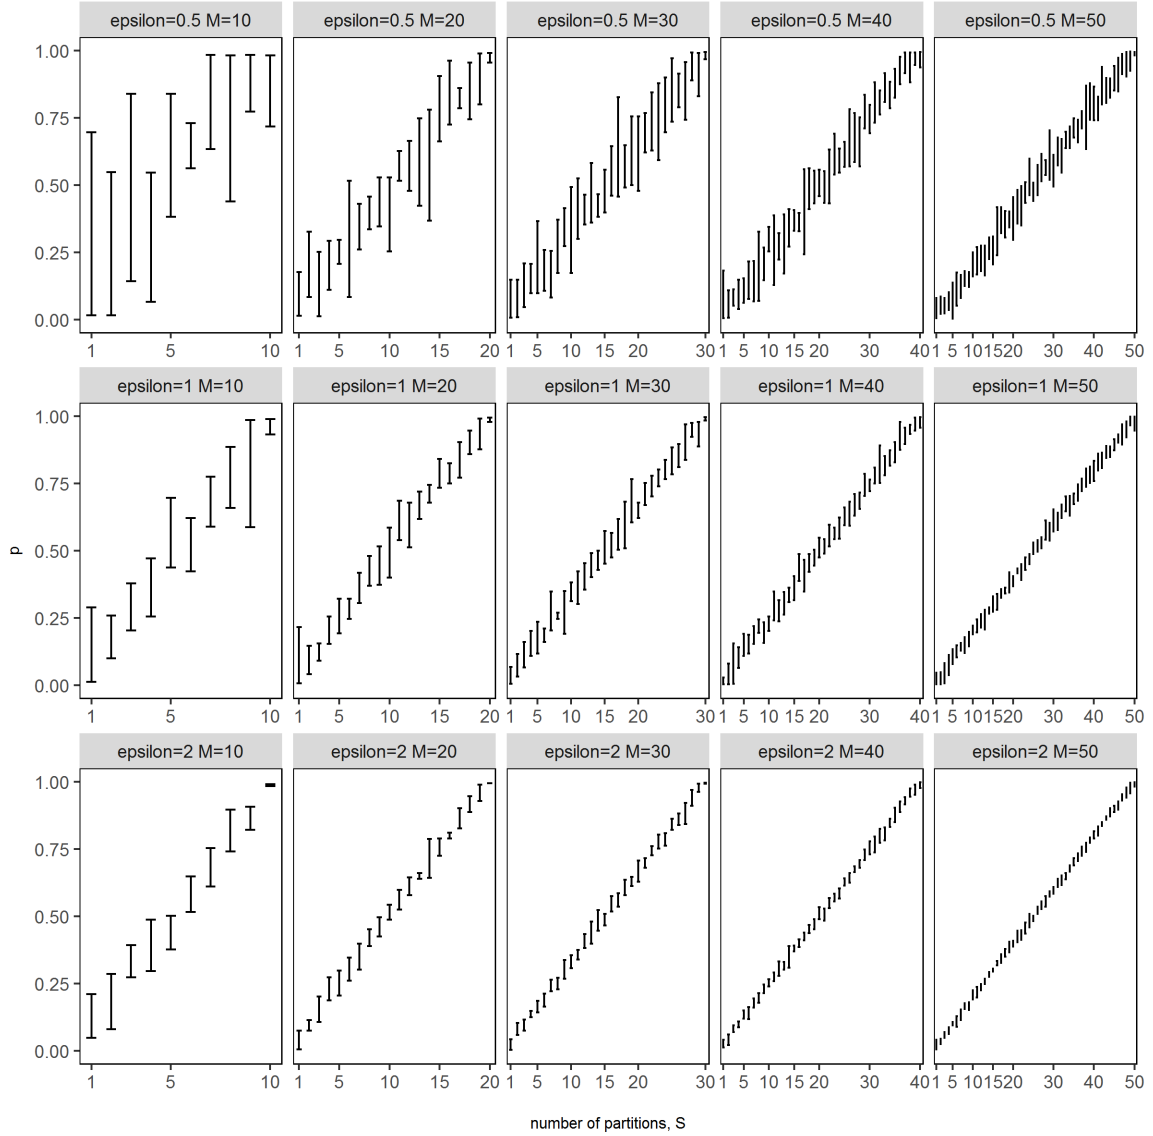 epsilon=0.5 M=10 epsilon=0.5 M=20 epsilon=0.5 M=30 epsilon=0.5 M=40 epsilon=0.5 M=50
1.00
0.75
0.50
0.25
0.00
1 5 10 1 5 10 15 20 1 5 10 15 20 30 1 5 10 15 20 30 40 1 5 10 1520 30 40 50
epsilon=1 M=10 epsilon=1 M=20 epsilon=1 M=30 epsilon=1 M=40 epsilon=1 M=50
1.00
0.75
p
0.50
0.25
0.00
1 5 10 1 5 10 15 20 1 5 10 15 20 30 1 5 10 15 20 30 40 1 5 10 1520 30 40 50
epsilon=2 M=10 epsilon=2 M=20 epsilon=2 M=30 epsilon=2 M=40 epsilon=2 M=50
1.00
0.75
0.50
0.25
0.00
1 5 10 1 5 10 15 20 1 5 10 15 20 30 1 5 10 15 20 30 40 1 5 10 1520 30 40 50
number of partitions, S